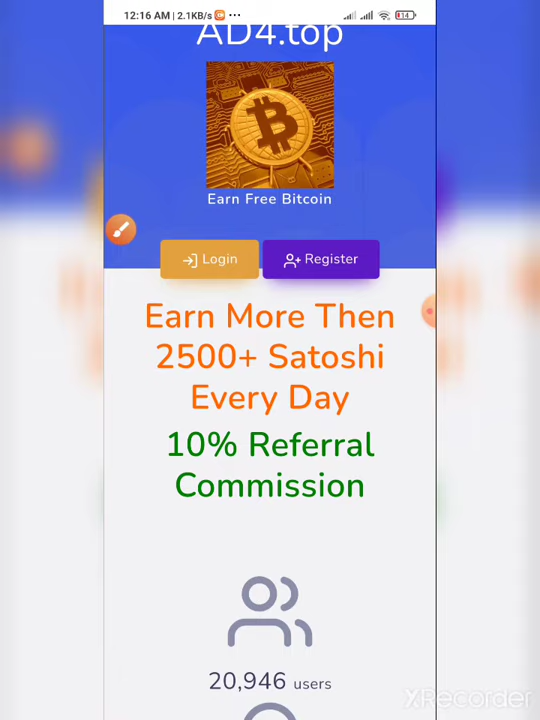 12:16 AM | 2.1KB/s
14
AD4.top
Earn Free Bitcoin
Login
Register
Earn More Then
2500+ Satoshi
Every Day
10% Referral
Commission
20,946 users
XRecorder